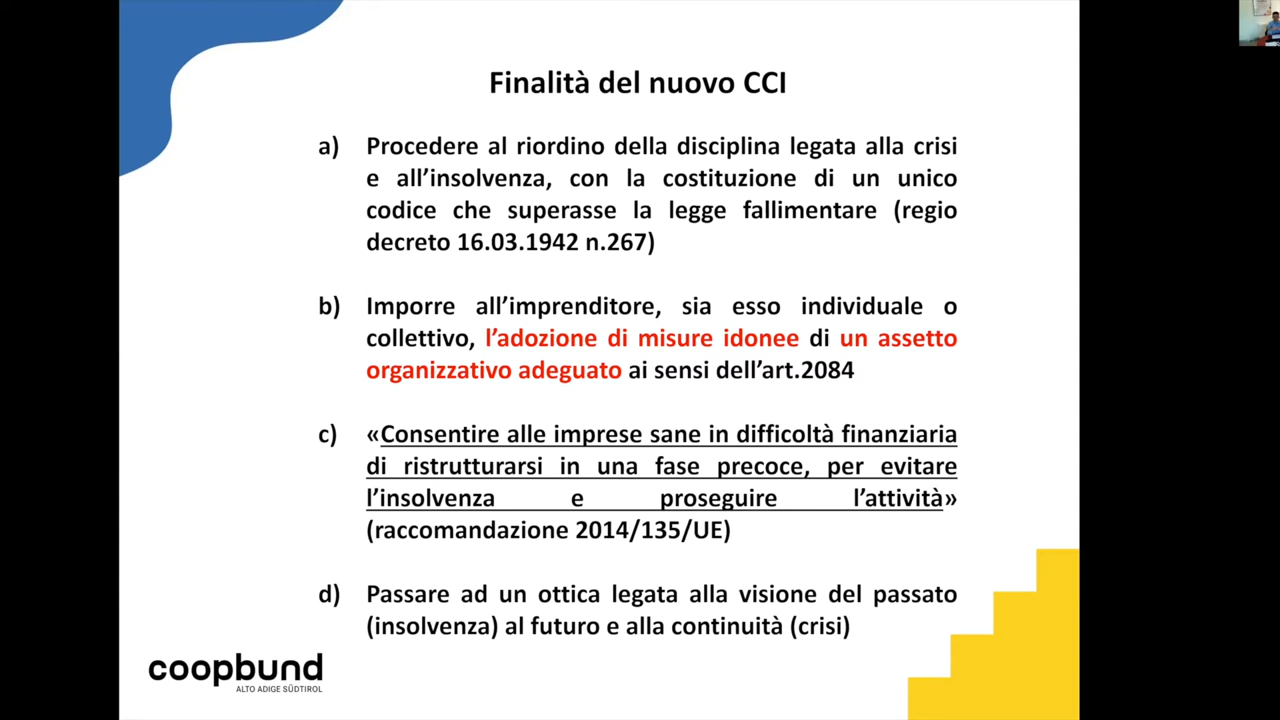 Finalità del nuovo CCI
a) Procedere al riordino della disciplina legata alla crisi
e all’insolvenza, con la costituzione di un unico
codice che superasse la legge fallimentare (regio
decreto 16.03.1942 n.267)
b) Imporre all’imprenditore, sia esso individuale o
collettivo, l’adozione di misure idonee di un assetto
organizzativo adeguato ai sensi dell’art.2084
c) «Consentire alle imprese sane in difficoltà finanziaria
di ristrutturarsi in una fase precoce, per evitare
l’insolvenza e proseguire l’attività»
(raccomandazione 2014/135/UE)
d) Passare ad un ottica legata alla visione del passato
(insolvenza) al futuro e alla continuità (crisi)
coopbund
ALTO ADIGE SÜDTIROL